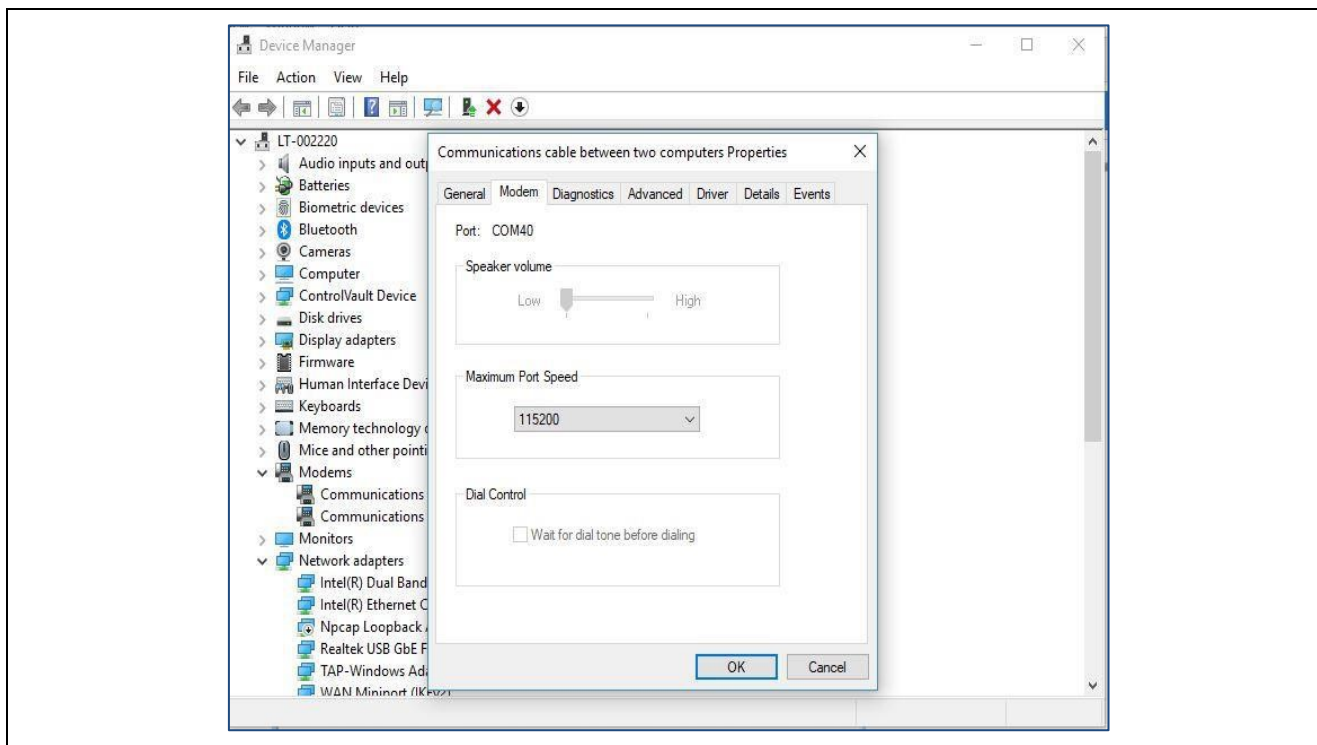 Device Manager
File Action View Help
LT-002220
Audio inputs and outp
Batteries
Biometric devices
Bluetooth
Cameras
Computer
ControlVault Device
Disk drives
Display adapters
Firmware
Human Interface Devi
Keyboards
Memory technology d
Mice and other pointi
Modems
Communications
Communications
Monitors
Network adapters
Intel(R) Dual Band
Intel(R) Ethernet C
Npcap Loopback A
Realtek USB GbE F
TAP-Windows Ada
WAN Miniport (IKEv2)
Communications cable between two computers Properties
General Modem Diagnostics Advanced Driver Details Events
Port: COM40
Speaker volume
Low High
Maximum Port Speed
115200
Dial Control
Wait for dial tone before dialing
OK Cancel